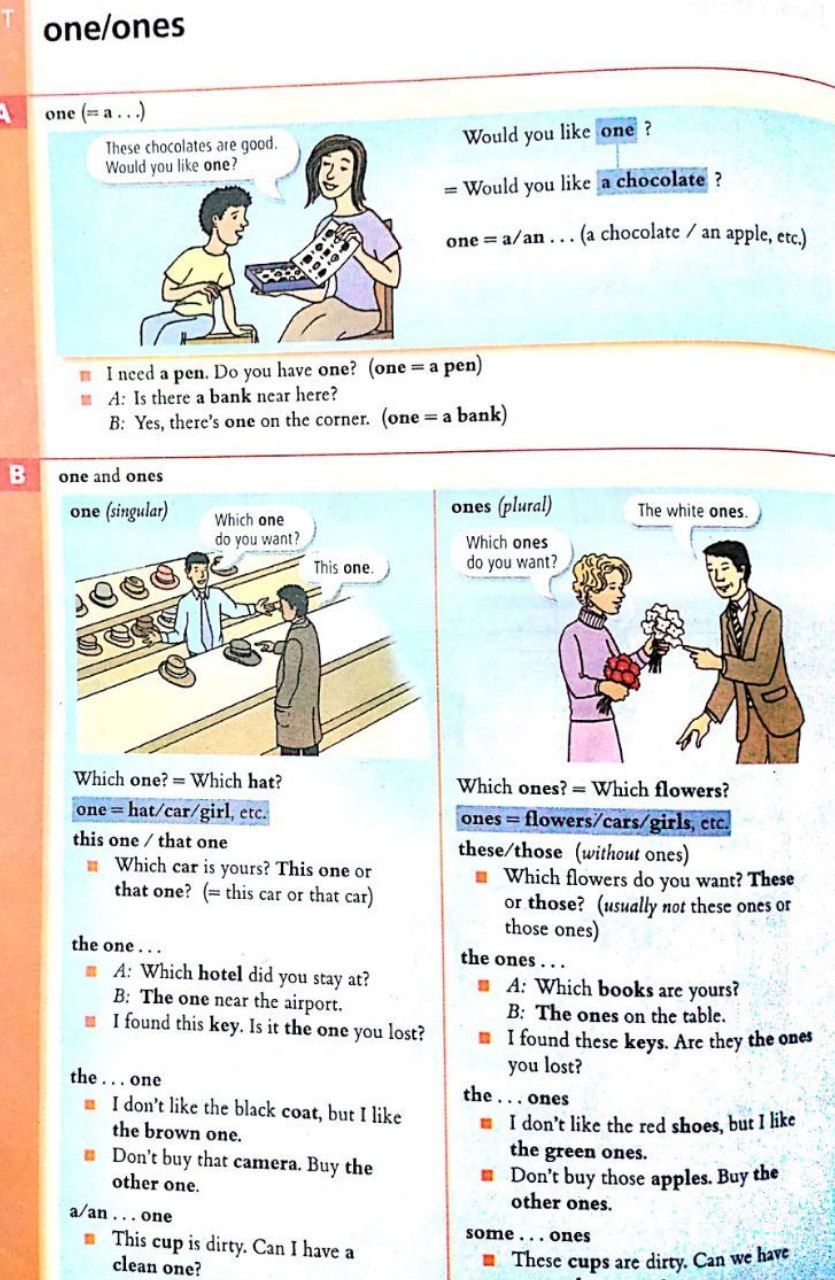 T
one/ones
A
one (= a . . .)
These chocolates are good.
Would you like one?
Would you like one ?
= Would you like a chocolate ?
one = a/an . . . (a chocolate / an apple, etc.)
I need a pen. Do you have one? (one = a pen)
A: Is there a bank near here?
B: Yes, there's one on the corner. (one = a bank)
B
one and ones
one (singular)
Which one
do you want?
This one.
Which one? = Which hat?
one = hat/car/girl, etc.
this one / that one
Which car is yours? This one or
that one? (= this car or that car)
the one . . .
A: Which hotel did you stay at?
B: The one near the airport.
I found this key. Is it the one you lost?
the . . . one
I don't like the black coat, but I like
the brown one.
Don't buy that camera. Buy the
other one.
a/an . . . one
This cup is dirty. Can I have a
clean one?
ones (plural)
The white ones.
Which ones
do you want?
Which ones? = Which flowers?
ones = flowers/cars/girls, etc.
these/those (without ones)
Which flowers do you want? These
or those? (usually not these ones or
those ones)
the ones . . .
A: Which books are yours?
B: The ones on the table.
I found these keys. Are they the ones
you lost?
the . . . ones
I don't like the red shoes, but I like
the green ones.
Don't buy those apples. Buy the
other ones.
some . . . ones
These cups are dirty. Can we have